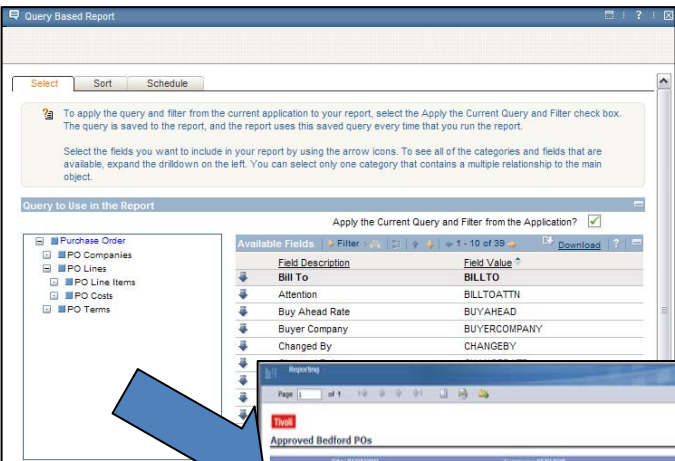 Query Based Report
Select Sort Schedule
To apply the query and filter from the current application to your report, select the Apply the Current Query and Filter check box.
The query is saved to the report, and the report uses this saved query every time that you run the report.
Select the fields you want to include in your report by using the arrow icons. To see all of the categories and fields that are
available, expand the drilldown on the left. You can select only one category that contains a multiple relationship to the main
object.
Query to Use in the Report
Apply the Current Query and Filter from the Application?
Purchase Order
PO Companies
PO Lines
PO Line Items
PO Costs
PO Terms
Available Fields Filter 1 - 10 of 39 Download ?
Field Description Field Value
Bill To BILLTO
Attention BILLTOATTN
Buy Ahead Rate BUYAHEAD
Buyer Company BUYERCOMPANY
Changed By CHANGEBY
Reporting
Page 1 of 1
Tivoli
Approved Bedford POs